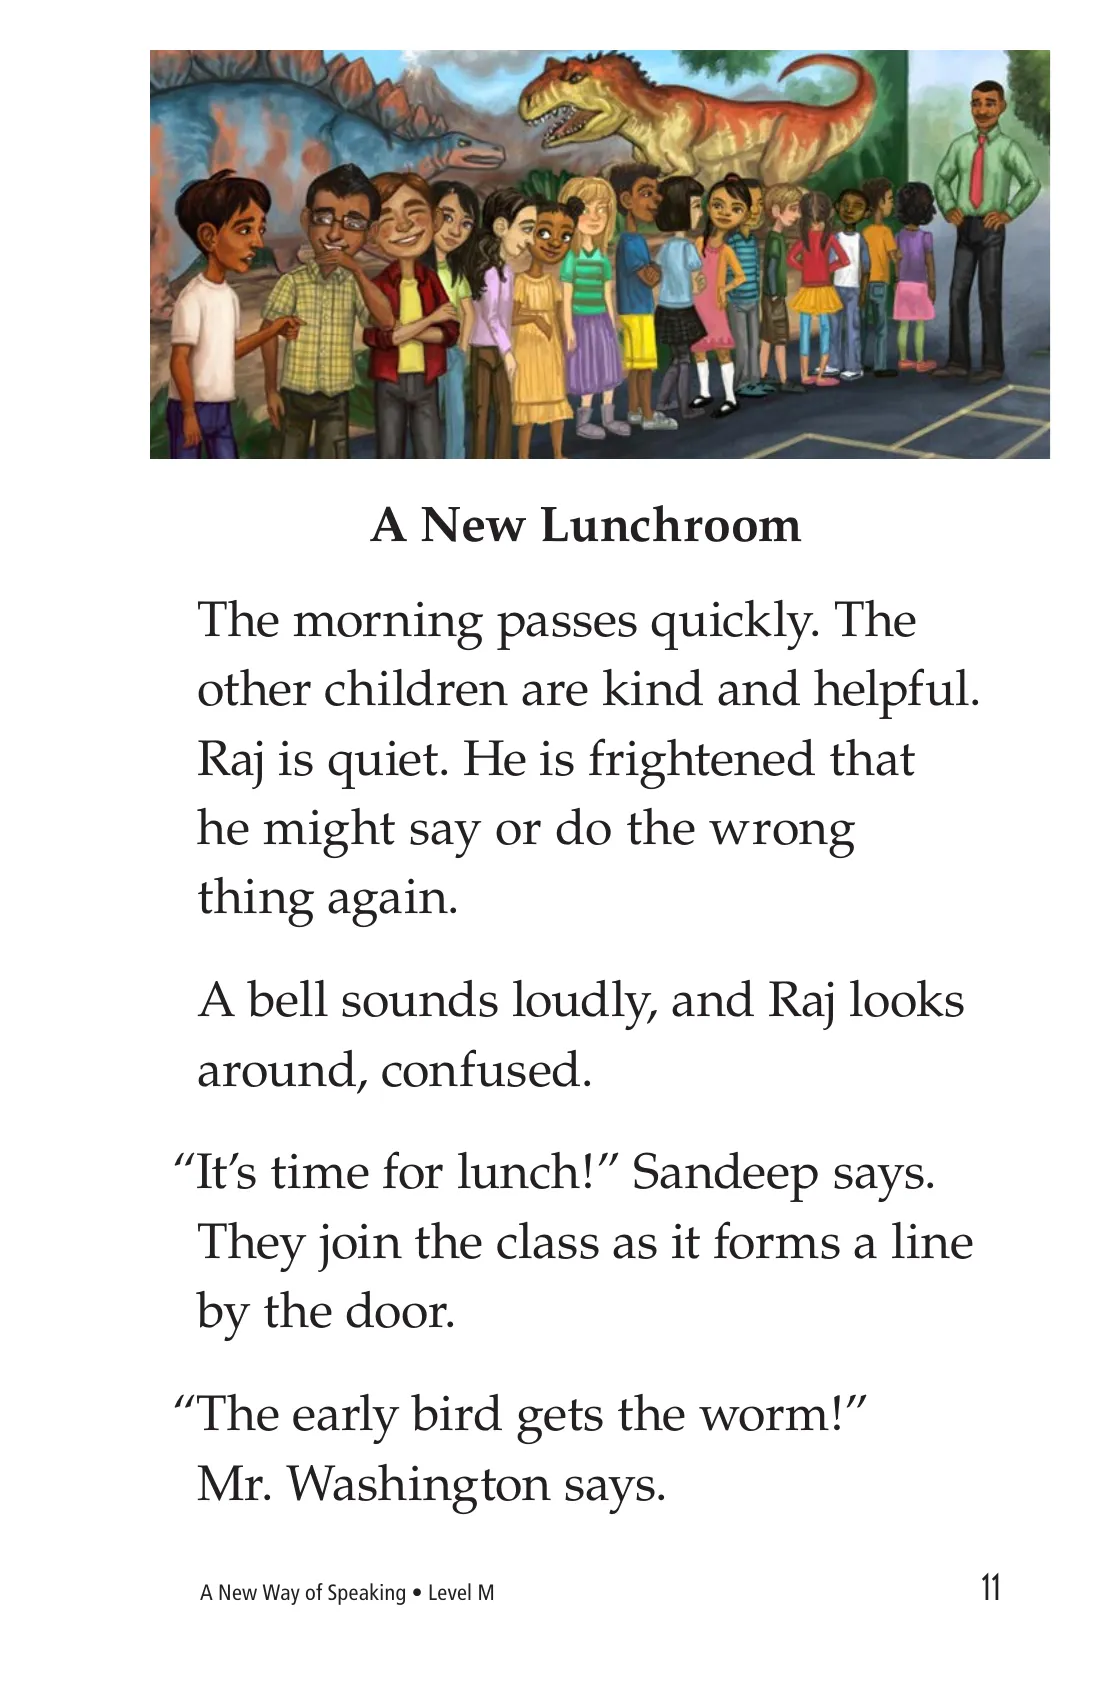 A New Lunchroom
The morning passes quickly. The
other children are kind and helpful.
Raj is quiet. He is frightened that
he might say or do the wrong
thing again.
A bell sounds loudly, and Raj looks
around, confused.
“It’s time for lunch!” Sandeep says.
They join the class as it forms a line
by the door.
“The early bird gets the worm!”
Mr. Washington says.
A New Way of Speaking • Level M
11